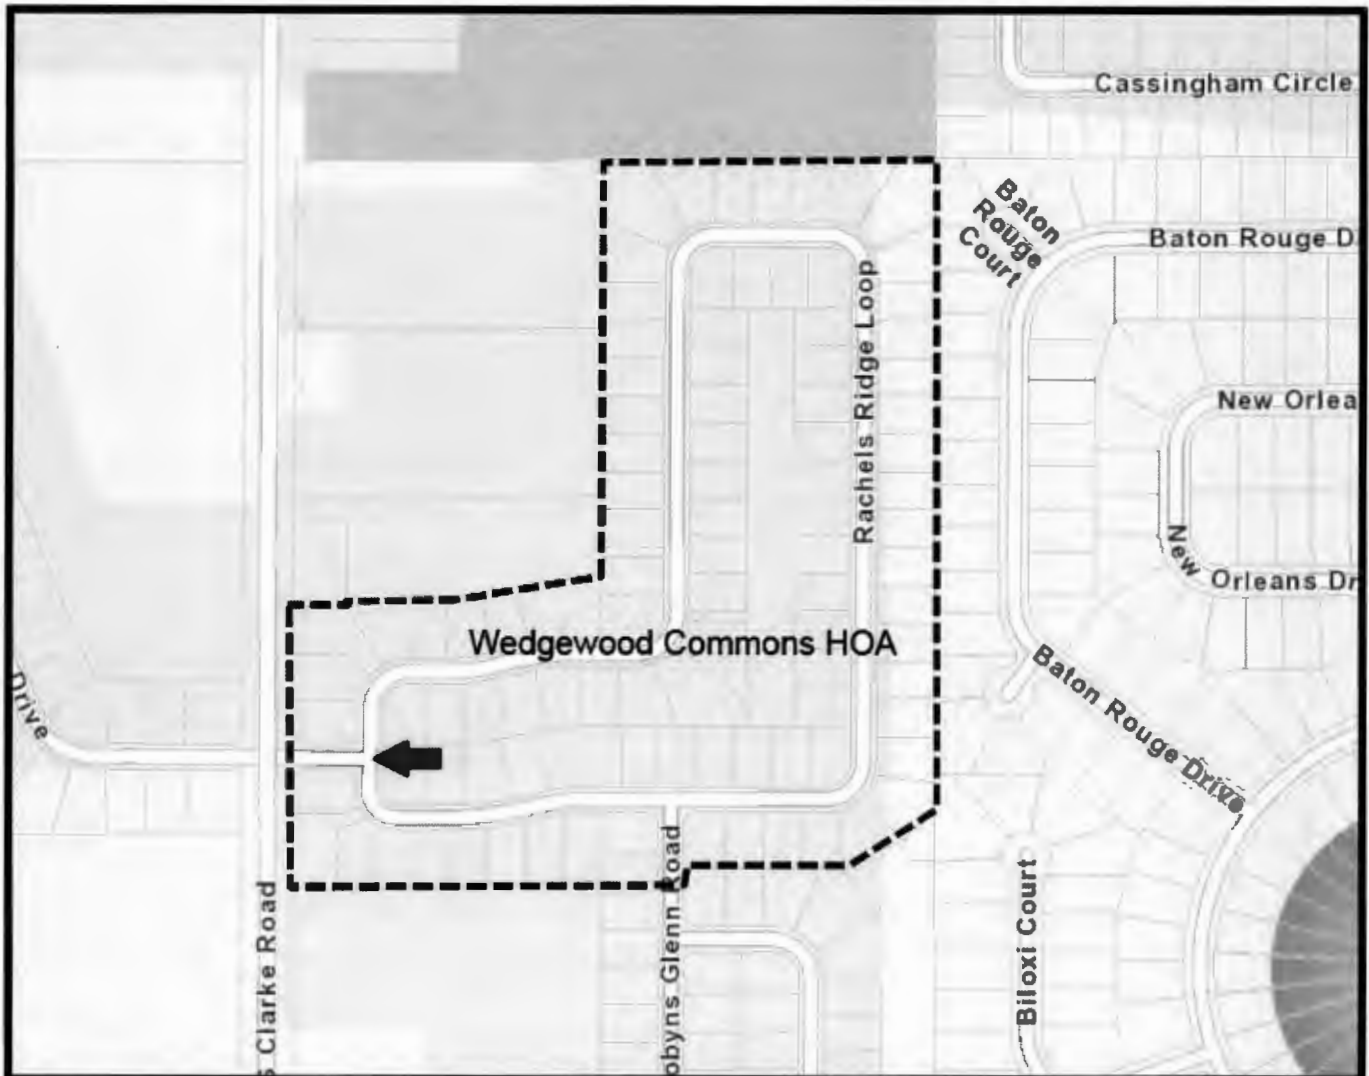 Cassingham Circle
Baton
Rouge
Court
Baton Rouge D
Rachels Ridge Loop
New Orlea
New
Orleans Dr
Wedgewood Commons HOA
Drive
Baton Rouge Drive
S Clarke Road
obyns Glenn Road
Biloxi Court